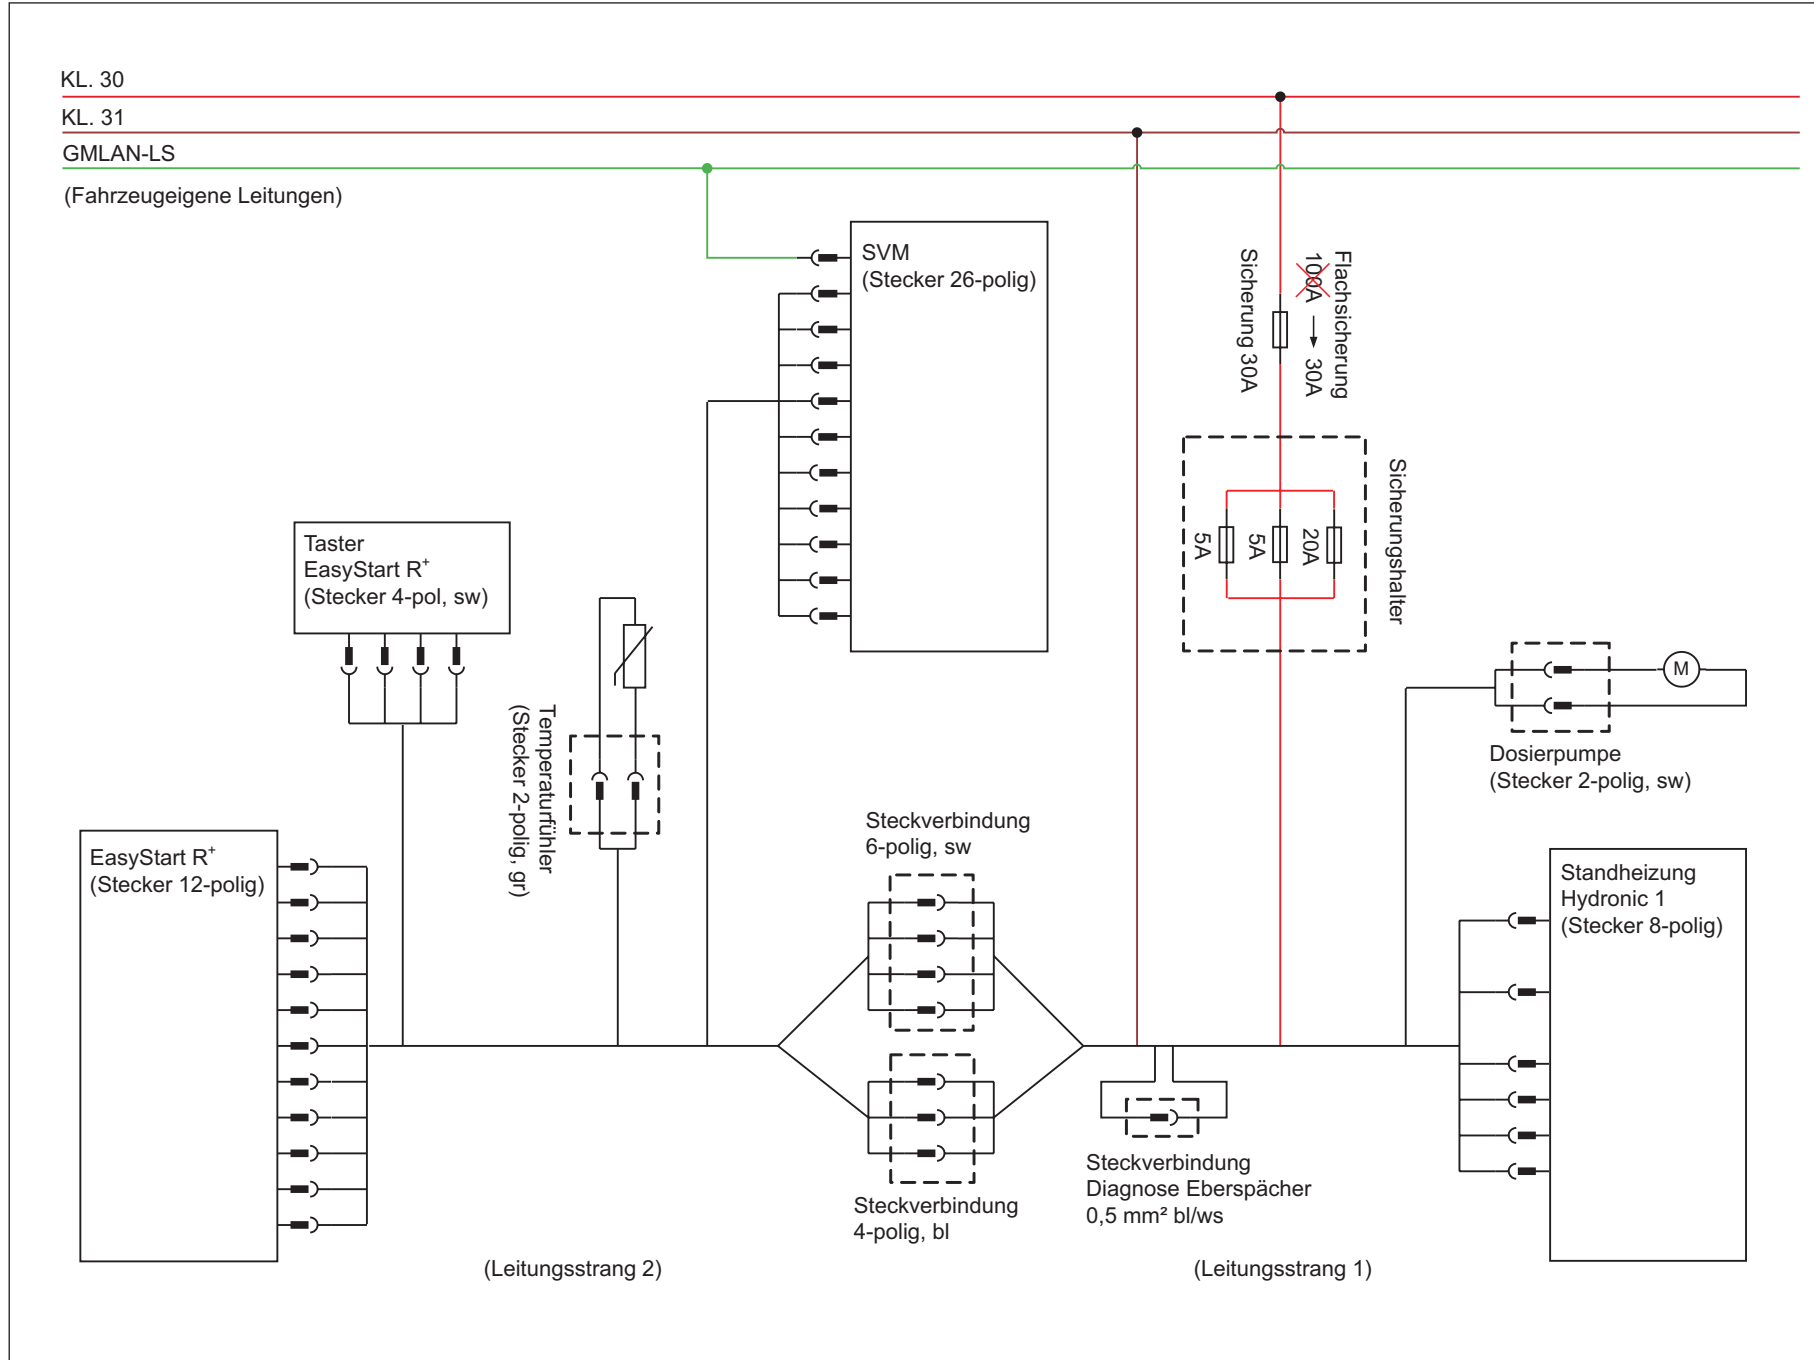 KL. 30
KL. 31
GMLAN-LS
(Fahrzeugeigene Leitungen)
SVM
(Stecker 26-polig)
Flachsicherung
100A → 30A
Sicherung 30A
Sicherungshalter
20A
5A
5A
Taster
EasyStart R⁺
(Stecker 4-pol, sw)
Temperaturfühler
(Stecker 2-polig, gr)
M
Dosierpumpe
(Stecker 2-polig, sw)
EasyStart R⁺
(Stecker 12-polig)
Steckverbindung
6-polig, sw
Standheizung
Hydronic 1
(Stecker 8-polig)
Steckverbindung
4-polig, bl
Steckverbindung
Diagnose Eberspächer
0,5 mm² bl/ws
(Leitungsstrang 2)
(Leitungsstrang 1)